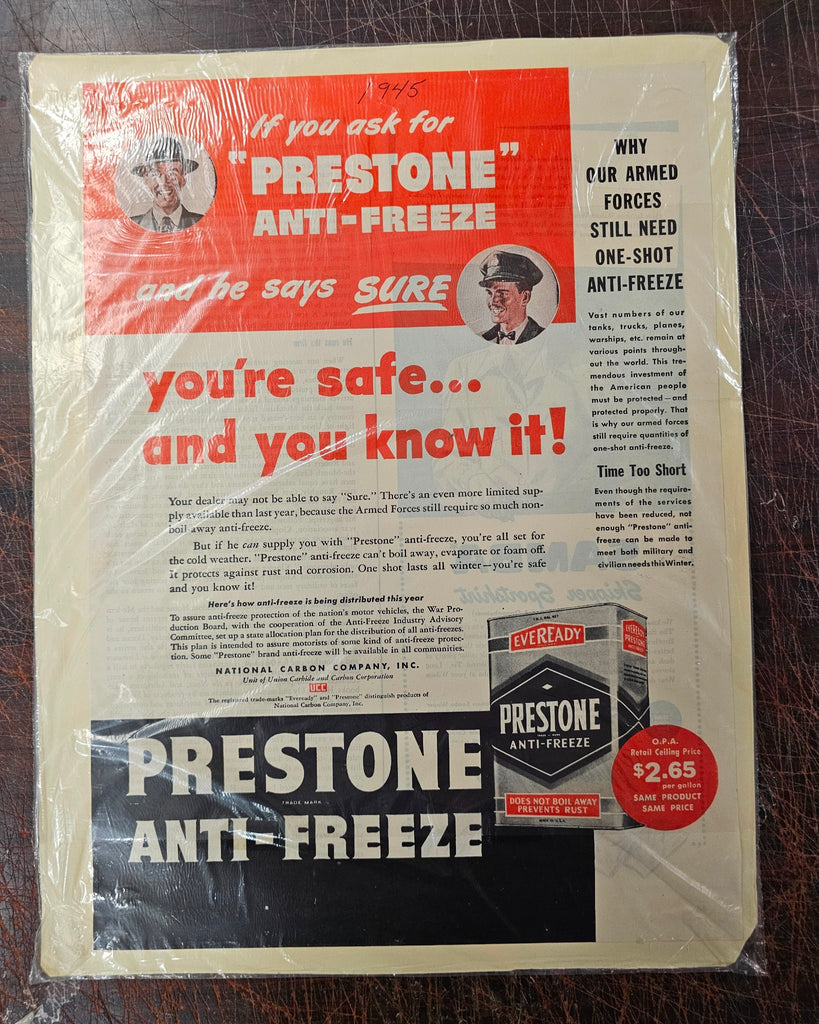 1945
If you ask for
"PRESTONE"
ANTI-FREEZE
and he says SURE
you're safe...
and you know it!
Your dealer may not be able to say "Sure." There's an even more limited sup-
ply available than last year, because the Armed Forces still require so much non-
boil-away anti-freeze.
But if he can supply you with "Prestone" anti-freeze, you're all set for
the cold weather. "Prestone" anti-freeze can't boil away, evaporate or foam off.
It protects against rust and corrosion. One shot lasts all winter—you're safe
and you know it!
Here's how anti-freeze is being distributed this year
To assure anti-freeze protection of the nation's motor vehicles, the War Pro-
duction Board, with the cooperation of the Anti-Freeze Industry Advisory
Committee, set up a state allocation plan for the distribution of all anti-freezes.
This plan is intended to assure motorists of some kind of anti-freeze protec-
tion. Some "Prestone" brand anti-freeze will be available in all communities.
NATIONAL CARBON COMPANY, INC.
Unit of Union Carbide and Carbon Corporation
UCC
The registered trade-marks "Eveready" and "Prestone" distinguish products of
National Carbon Company, Inc.
WHY
OUR ARMED
FORCES
STILL NEED
ONE-SHOT
ANTI-FREEZE
Vast numbers of our
tanks, trucks, planes,
warships, etc. remain at
various points through-
out the world. This tre-
mendous investment of
the American people
must be protected—and
protected properly. That
is why our armed forces
still require quantities of
one-shot anti-freeze.
Time Too Short
Even though the require-
ments of the services
have been reduced, not
enough "Prestone" anti-
freeze can be made to
meet both military and
civilian needs this Winter.
EVEREADY
PRESTONE
TRADE MARK
ANTI-FREEZE
DOES NOT BOIL AWAY
PREVENTS RUST
MADE IN U.S.A.
EVEREADY
PRESTONE
O.P.A.
Retail Ceiling Price
$2.65
per gallon
SAME PRODUCT
SAME PRICE
PRESTONE
TRADE MARK
ANTI-FREEZE